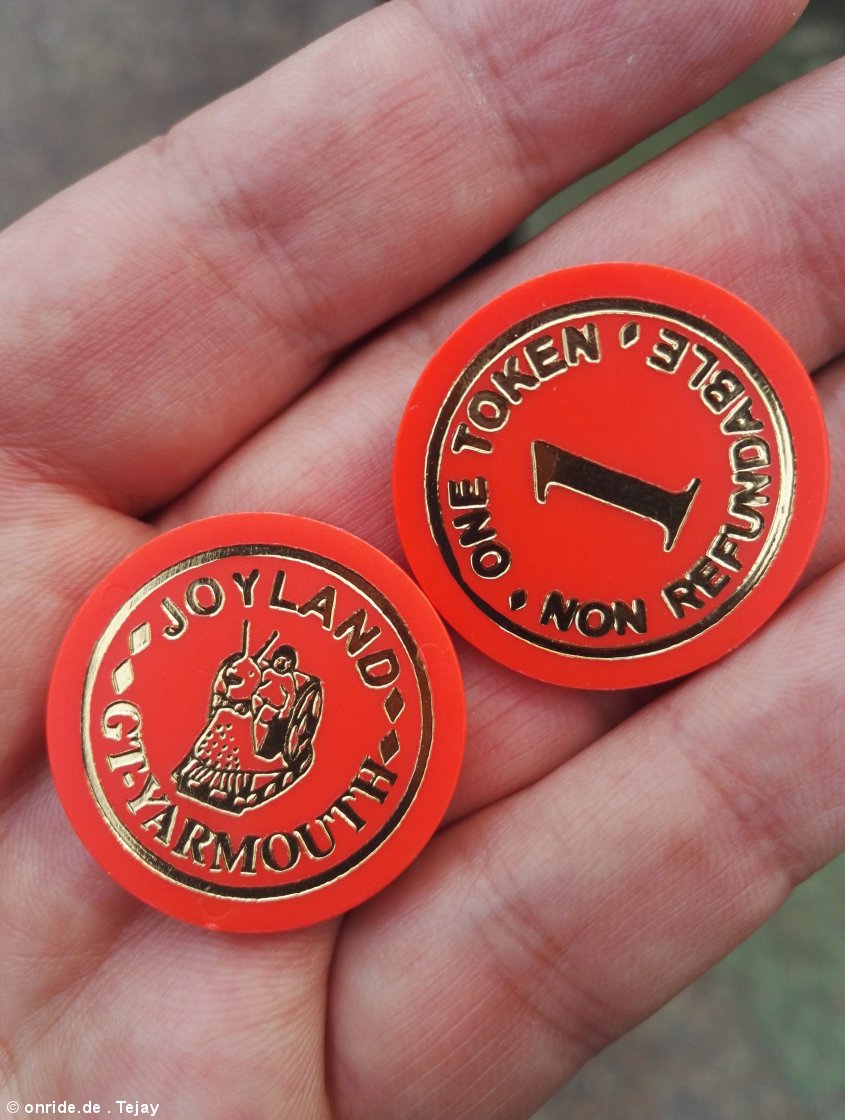 JOYLAND
GT-YARMOUTH
ONE TOKEN
1
NON REFUNDABLE
© onride.de . Tejay